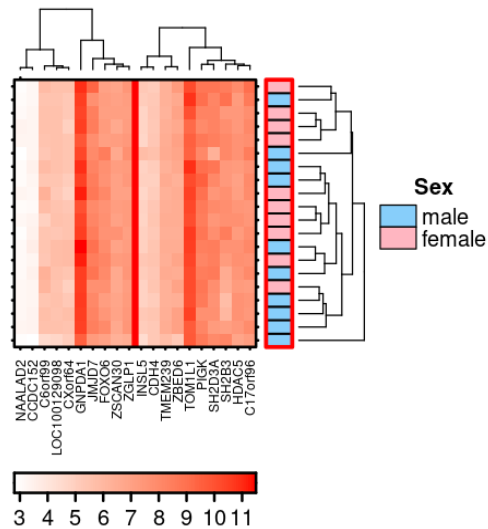 Sex
male
female
NAALAD2
CCDC152
C6orf99
LOC100129098
CXorf64
GNPDA1
JMJD7
FOXO6
ZSCAN30
ZGLP1
INSL5
CDH4
TMEM239
ZBED6
TOM1L1
PIGK
SH2D3A
SH2B3
HDAC5
C17orf96
3 4 5 6 7 8 9 10 11